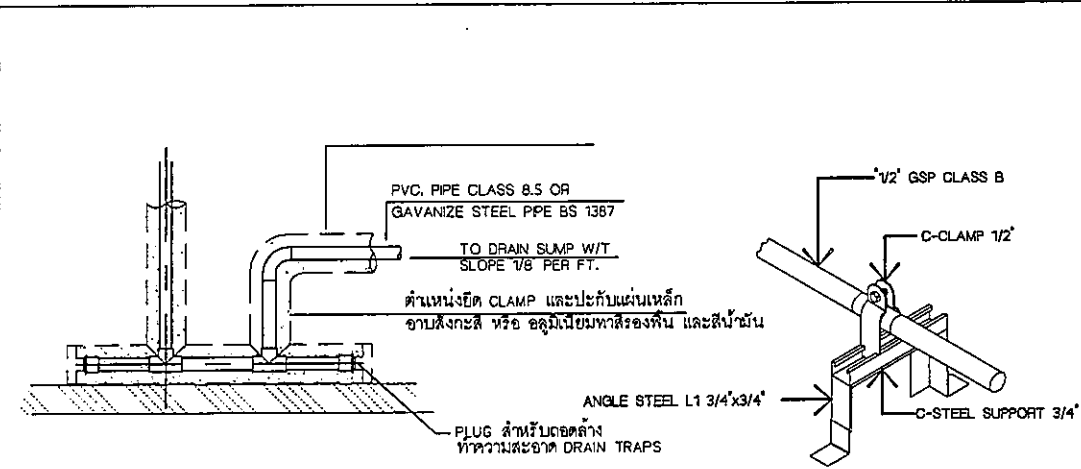 PVC. PIPE CLASS 8.5 OR
GAVANIZE STEEL PIPE BS 1387
TO DRAIN SUMP W/T
SLOPE 1/8 PER FT.
ตำแหน่งยึด CLAMP และปะกับแผ่นเหล็ก
อาบสังกะสี หรือ อลูมิเนียมทาสีรองพื้น และสีน้ำมัน
PLUG สำหรับถอดล้าง
ทำความสะอาด DRAIN TRAPS
"1/2" GSP CLASS B
C-CLAMP 1/2"
ANGLE STEEL L1 3/4"x3/4"
C-STEEL SUPPORT 3/4"